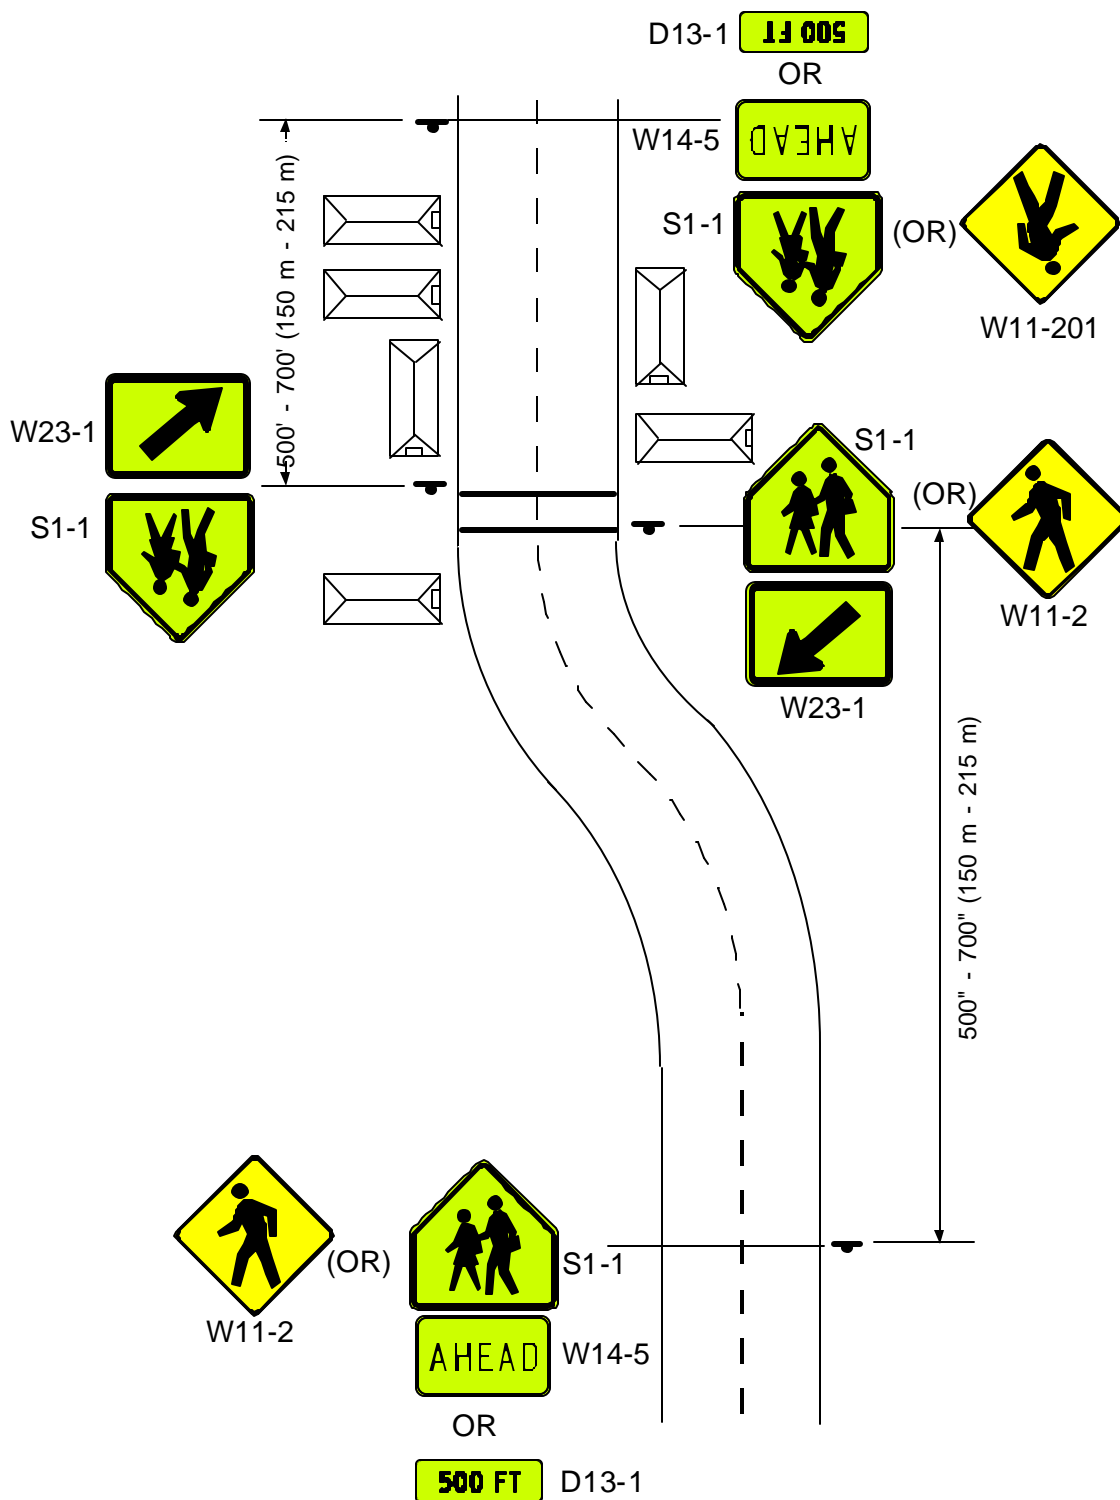 D13-1
500 FT
OR
W14-5
AHEAD
S1-1
(OR)
W11-201
500' - 700' (150 m - 215 m)
W23-1
S1-1
S1-1
(OR)
W11-2
W23-1
500" - 700" (150 m - 215 m)
W11-2
(OR)
S1-1
AHEAD
W14-5
OR
500 FT
D13-1